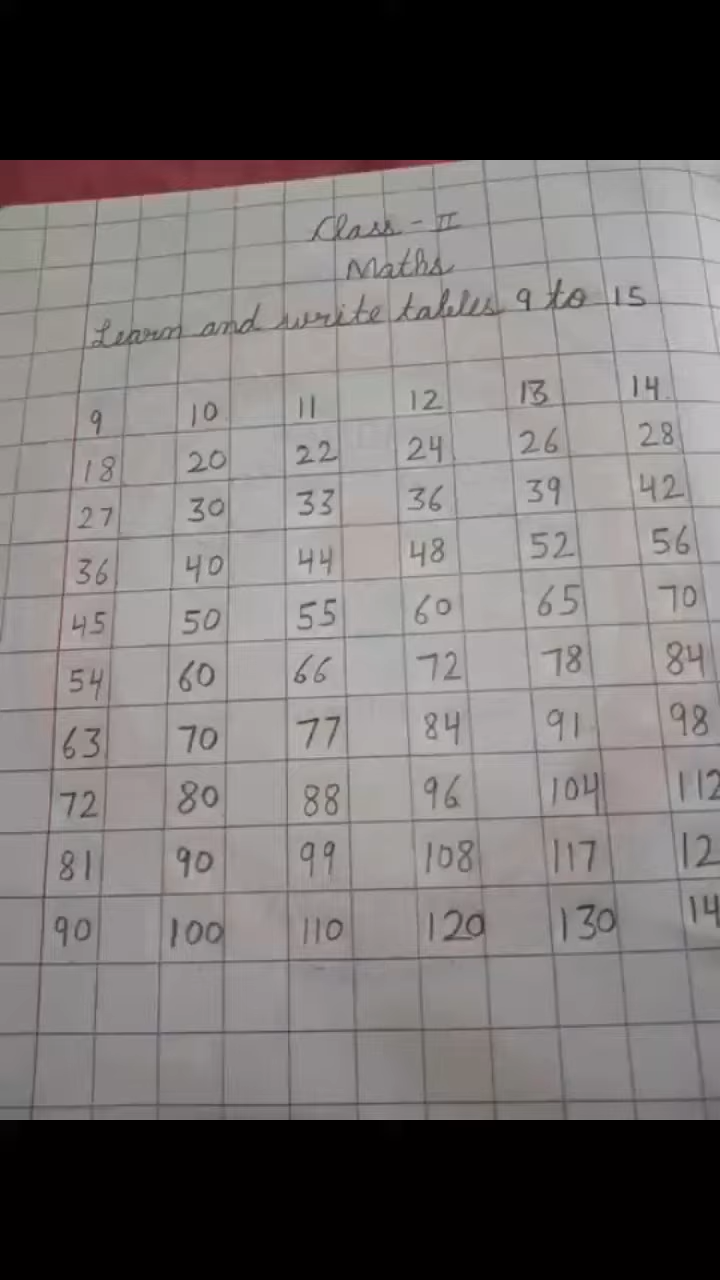 Class - II
Maths
Learn and write tables 9 to 15
9 10 11 12 13 14
18 20 22 24 26 28
27 30 33 36 39 42
36 40 44 48 52 56
45 50 55 60 65 70
54 60 66 72 78 84
63 70 77 84 91 98
72 80 88 96 104 112
81 90 99 108 117 12
90 100 110 120 130 14